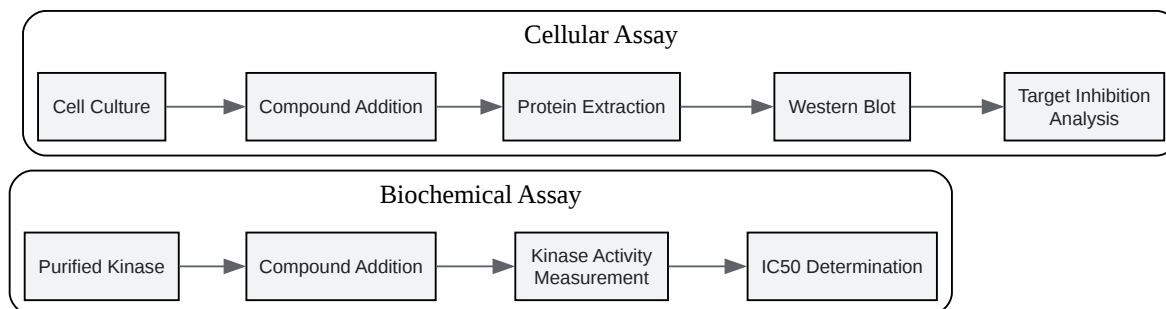 Cellular Assay
Cell Culture
Compound Addition
Protein Extraction
Western Blot
Target Inhibition
Analysis
Biochemical Assay
Purified Kinase
Compound Addition
Kinase Activity
Measurement
IC50 Determination